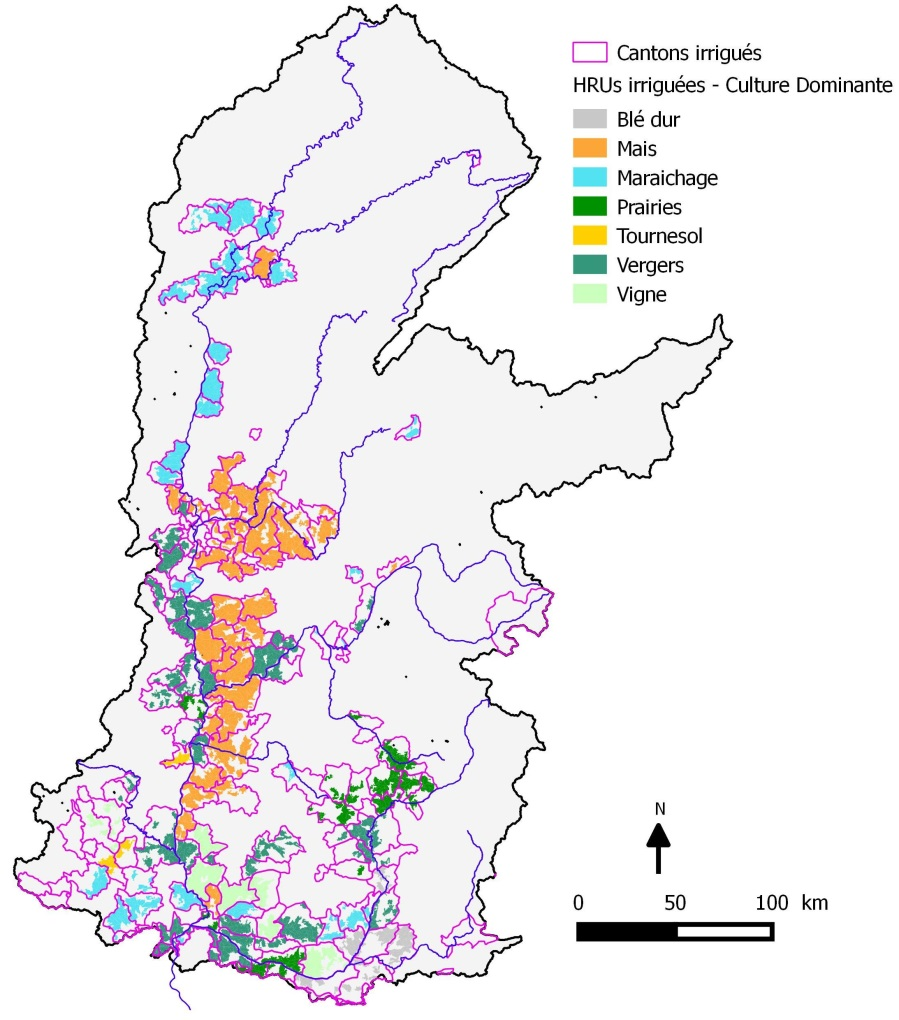 Cantons irrigués
HRUs irriguées - Culture Dominante
Blé dur
Mais
Maraichage
Prairies
Tournesol
Vergers
Vigne
N
0 50 100 km